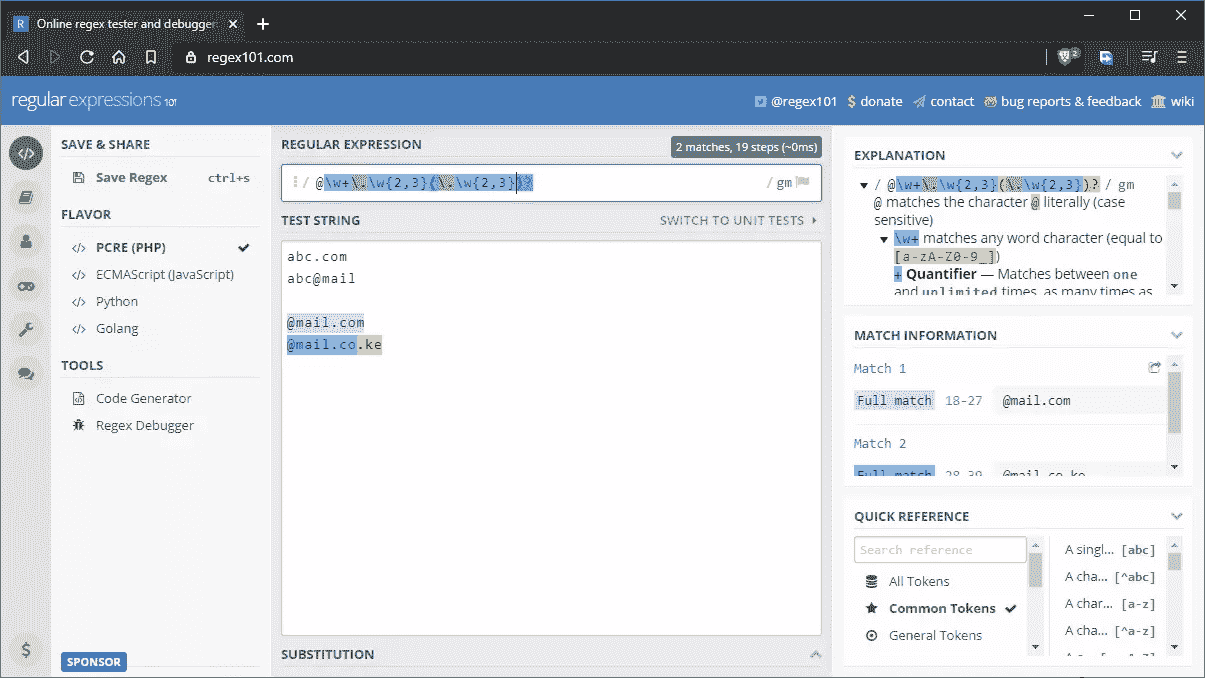 R Online regex tester and debugger
regex101.com
2
regular expressions 101
@regex101 $ donate contact bug reports & feedback wiki
SAVE & SHARE
Save Regex ctrl+s
FLAVOR
</> PCRE (PHP)
</> ECMAScript (JavaScript)
</> Python
</> Golang
TOOLS
Code Generator
Regex Debugger
$
SPONSOR
REGULAR EXPRESSION
2 matches, 19 steps (~0ms)
/ @\w+\.\w{2,3}(\.\w{2,3})? / gm
TEST STRING
SWITCH TO UNIT TESTS
abc.com
abc@mail
@mail.com
@mail.co.ke
SUBSTITUTION
EXPLANATION
/ @\w+\.\w{2,3}(\.\w{2,3})? / gm
@ matches the character @ literally (case
sensitive)
\w+ matches any word character (equal to
[a-zA-Z0-9_])
+ Quantifier — Matches between one
and unlimited times, as many times as
MATCH INFORMATION
Match 1
Full match 18-27 @mail.com
Match 2
Full match 28-39 @mail.co.ke
QUICK REFERENCE
Search reference
All Tokens
Common Tokens
General Tokens
A singl... [abc]
A cha... [^abc]
A char... [a-z]
A cha... [^a-z]